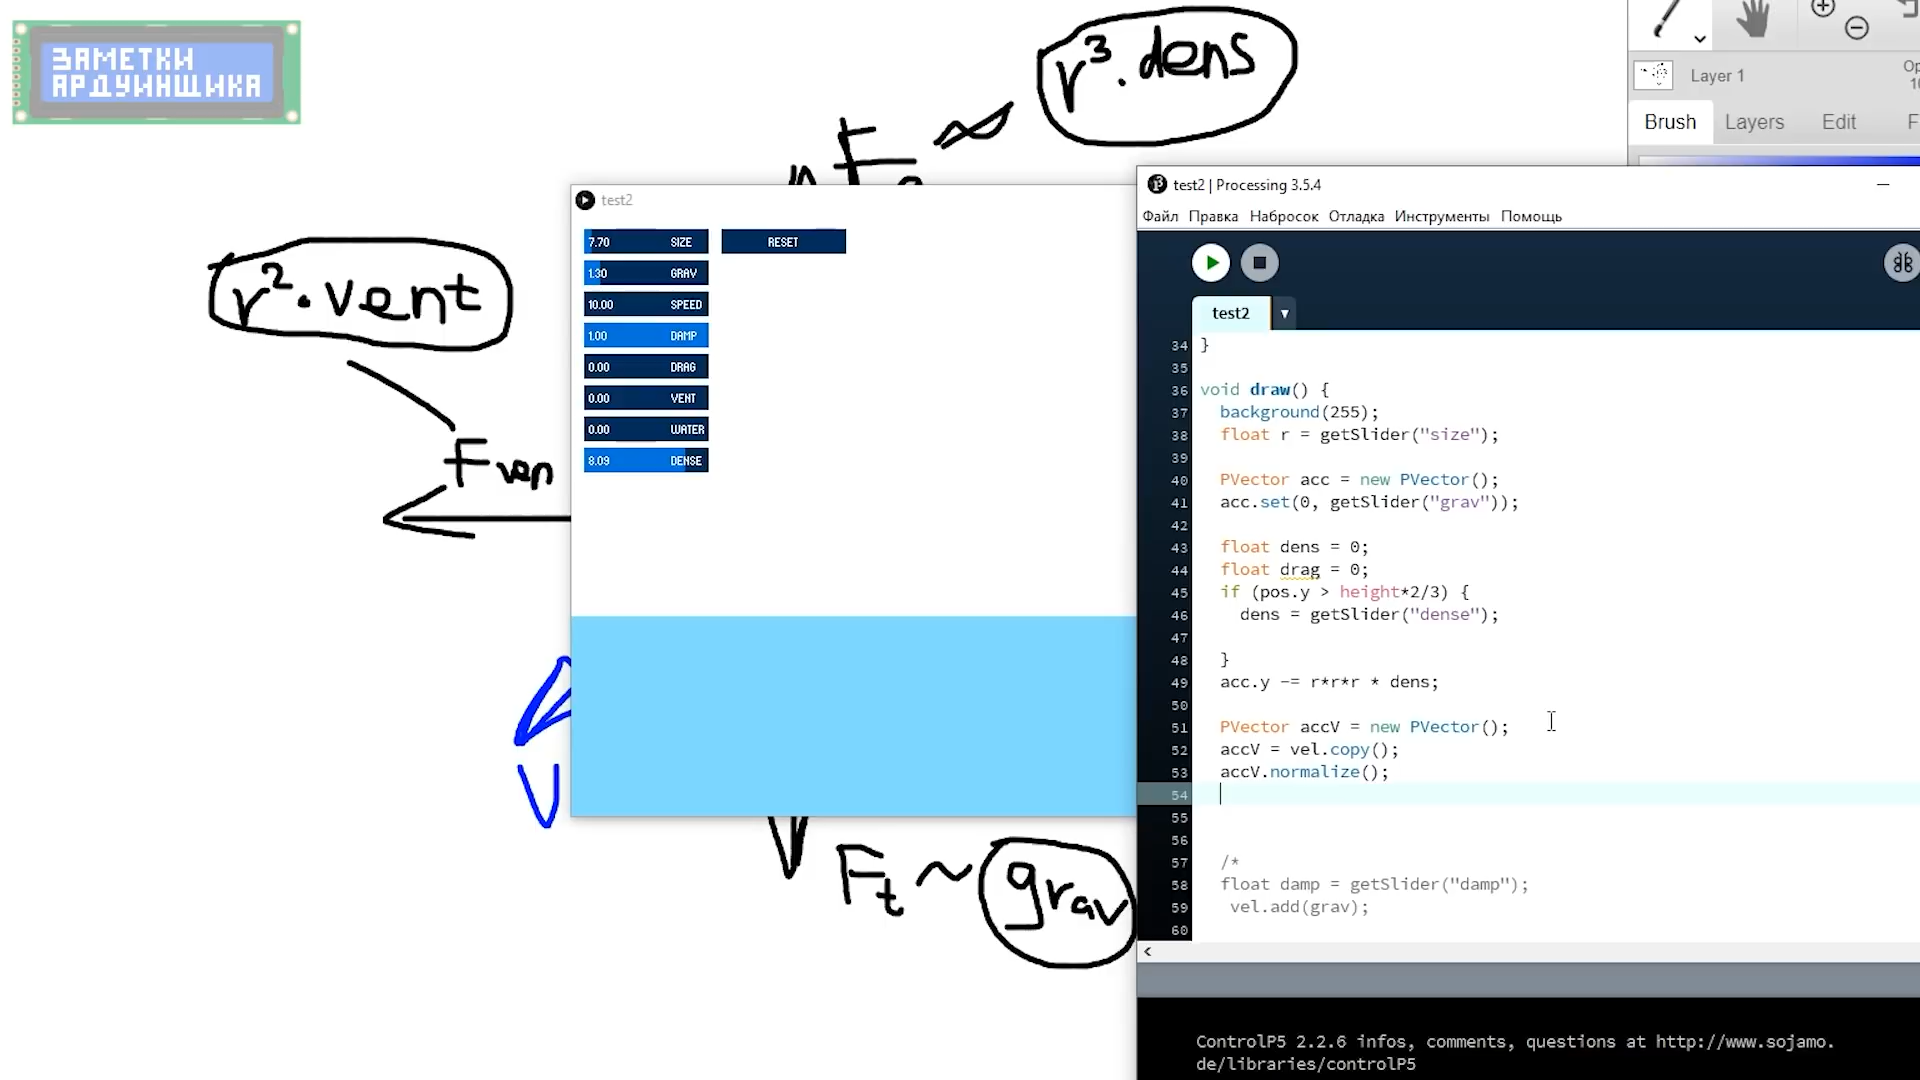 ЗАМЕТКИ
АРДУИНЩИКА
r³·dens
r²·vent
Fven
V
Ft ~ grav
Layer 1
Brush
Layers
Edit
test2
7.70 SIZE
RESET
1.30 GRAV
10.00 SPEED
1.00 DAMP
0.00 DRAG
0.00 VENT
0.00 WATER
8.09 DENSE
test2 | Processing 3.5.4
Файл Правка Набросок Отладка Инструменты Помощь
test2
34 }
35
36 void draw() {
37 background(255);
38 float r = getSlider("size");
39
40 PVector acc = new PVector();
41 acc.set(0, getSlider("grav"));
42
43 float dens = 0;
44 float drag = 0;
45 if (pos.y > height*2/3) {
46 dens = getSlider("dense");
47
48 }
49 acc.y -= r*r*r * dens;
50
51 PVector accV = new PVector();
52 accV = vel.copy();
53 accV.normalize();
54
55
56
57 /*
58 float damp = getSlider("damp");
59 vel.add(grav);
60
ControlP5 2.2.6 infos, comments, questions at http://www.sojamo.
de/libraries/controlP5